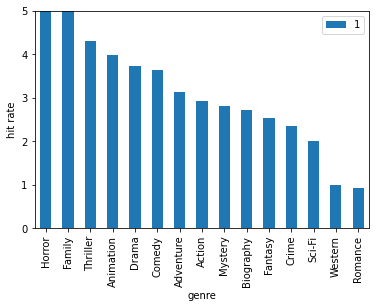 5
4
3
2
1
0
hit rate
1
Horror
Family
Thriller
Animation
Drama
Comedy
Adventure
Action
Mystery
Biography
Fantasy
Crime
Sci-Fi
Western
Romance
genre